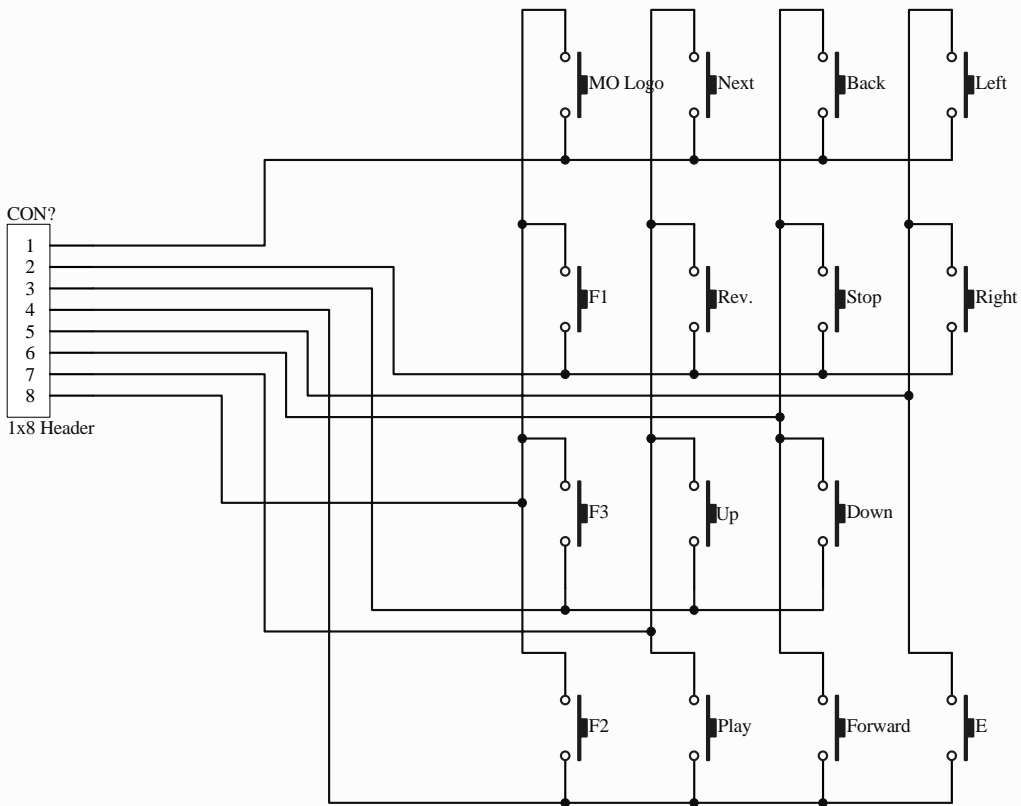 MO Logo
Next
Back
Left
CON?
1
2
3
4
5
6
7
8
1x8 Header
F1
Rev.
Stop
Right
F3
Up
Down
F2
Play
Forward
E